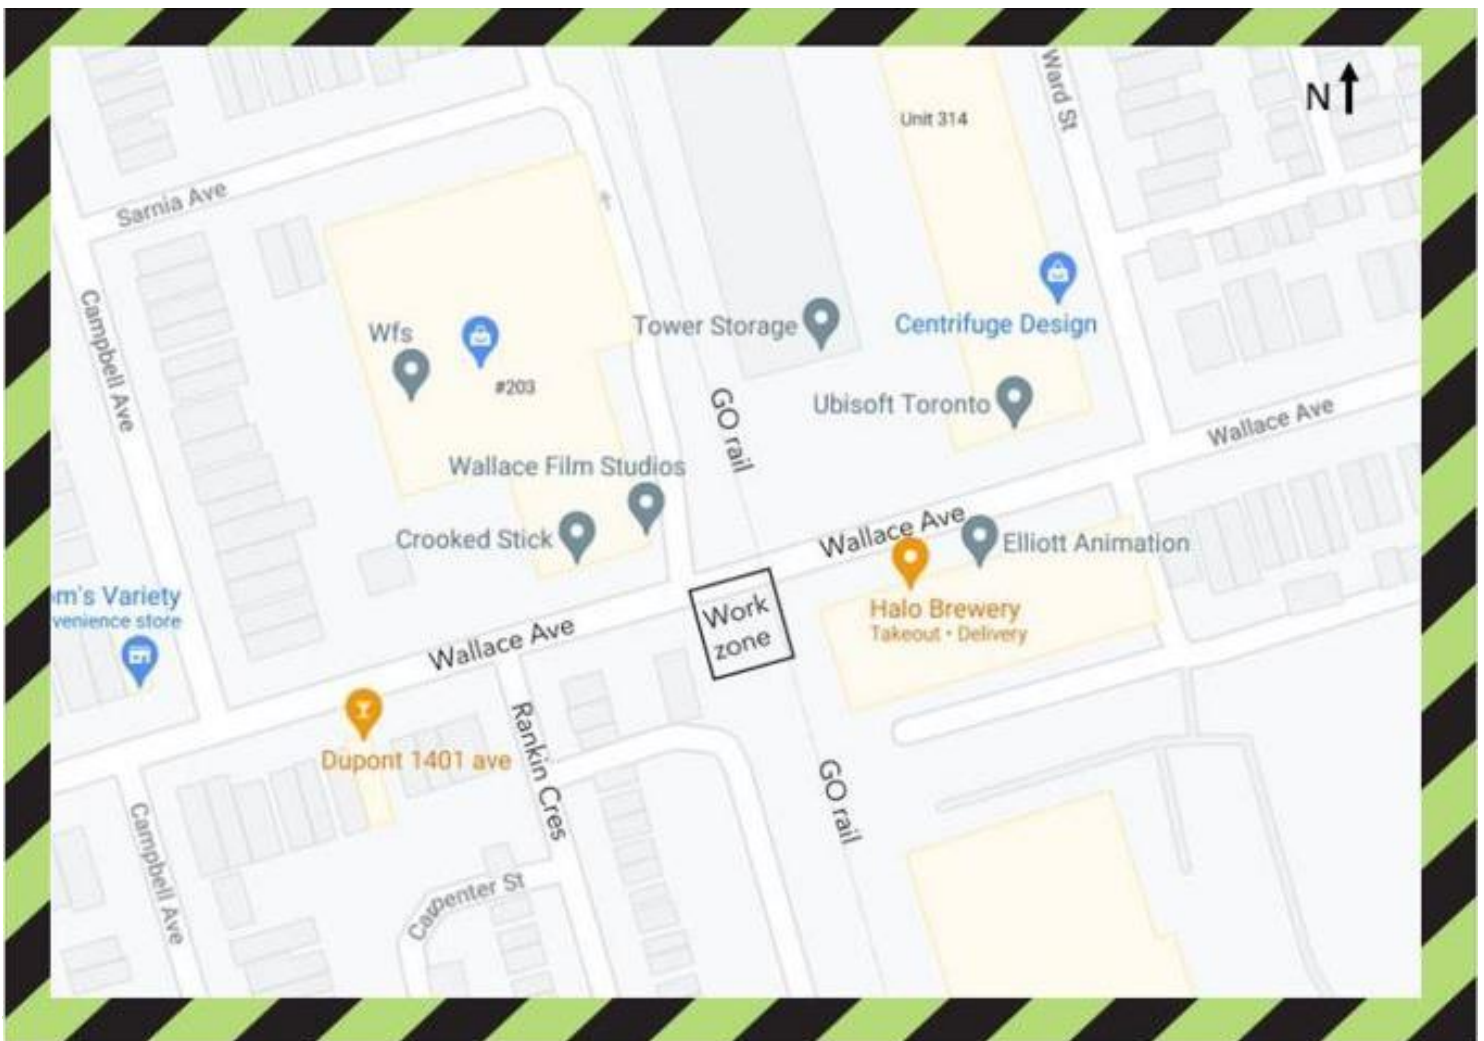 Ward St
N
Unit 314
Sarnia Ave
Campbell Ave
Wfs
#203
Tower Storage
Centrifuge Design
GO rail
Ubisoft Toronto
Wallace Ave
Wallace Film Studios
Crooked Stick
Wallace Ave
Elliott Animation
Halo Brewery
Takeout • Delivery
m's Variety
venience store
Work
zone
Wallace Ave
Rankin Cres
Dupont 1401 ave
GO rail
Campbell Ave
Carpenter St